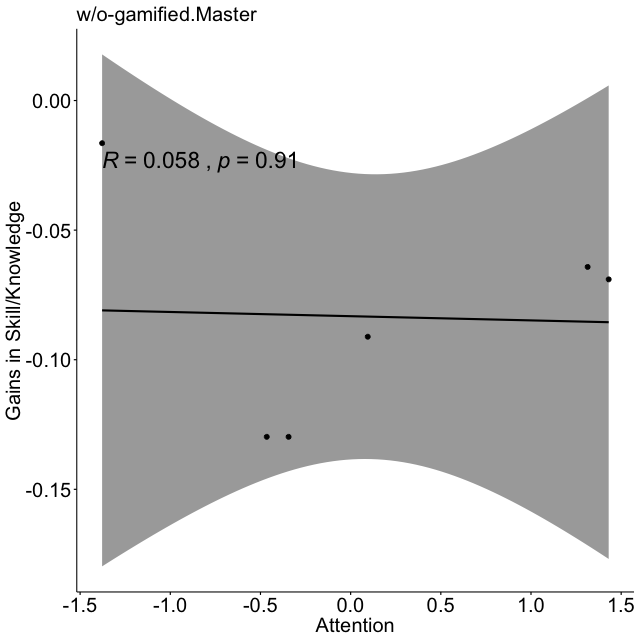 w/o-gamified.Master
Gains in Skill/Knowledge
0.00
-0.05
-0.10
-0.15
R = 0.058 , p = 0.91
-1.5 -1.0 -0.5 0.0 0.5 1.0 1.5
Attention